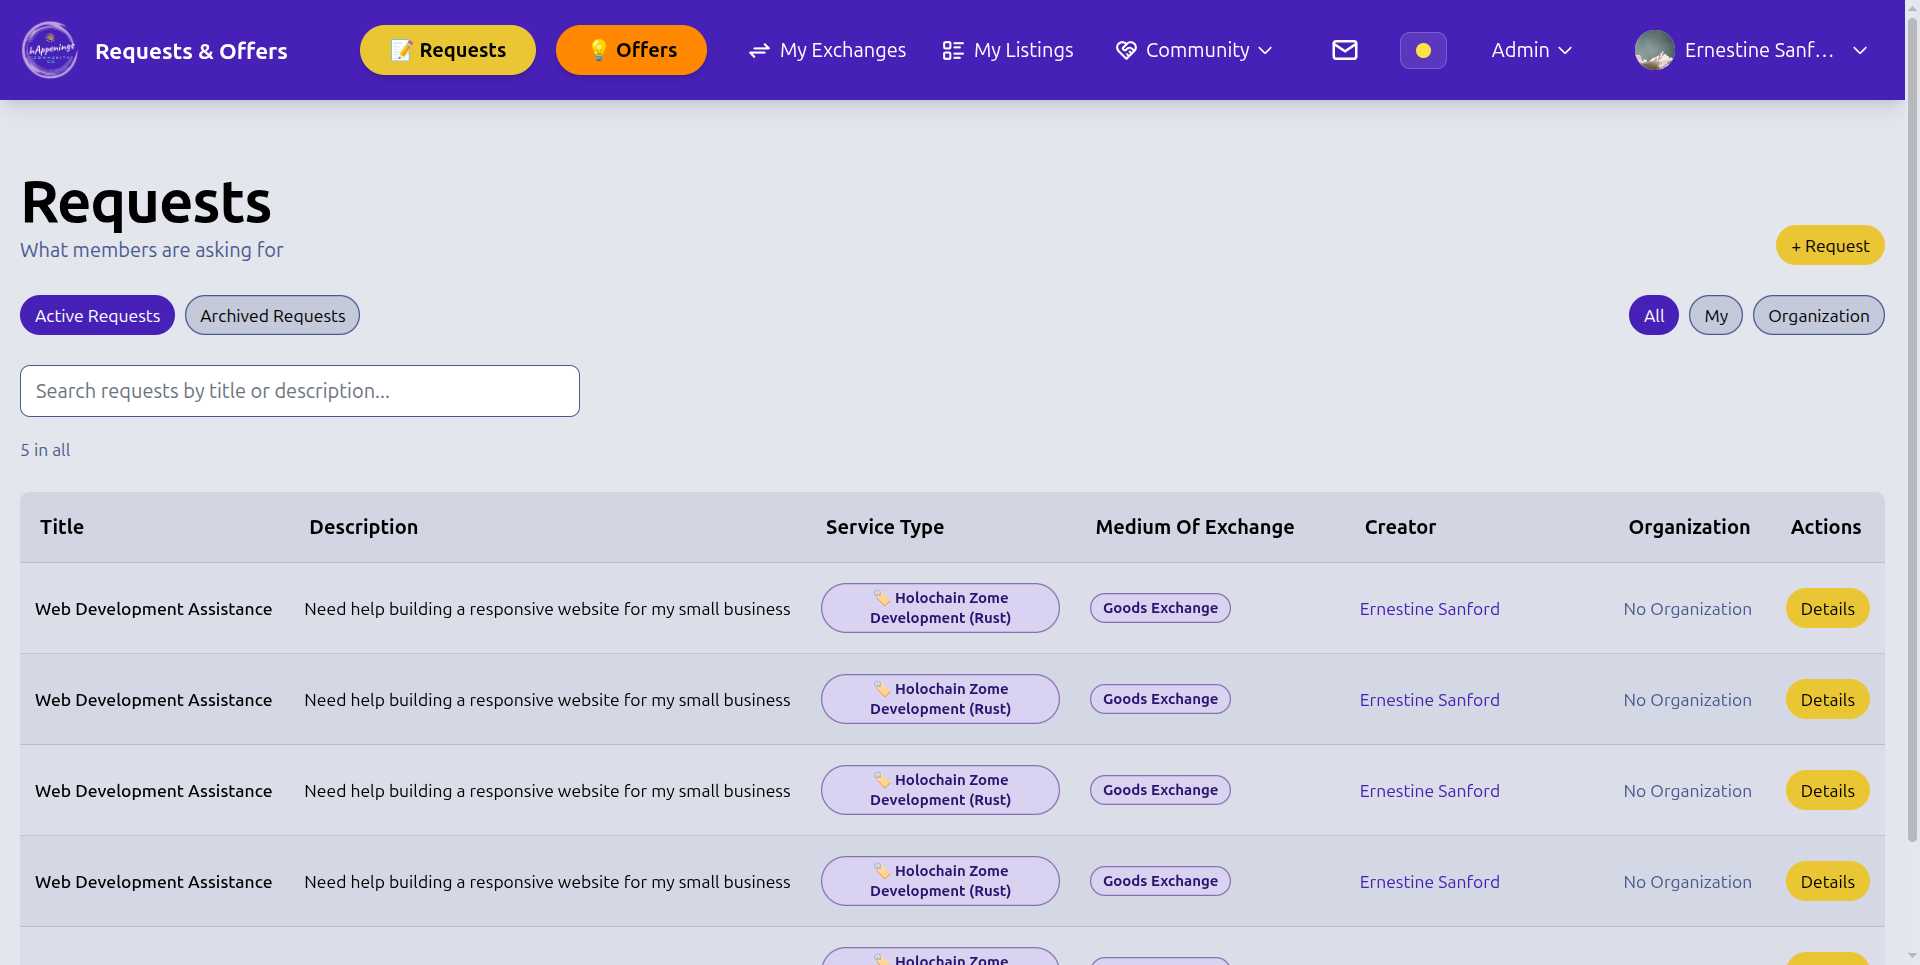 hAppenings
COMMUNITY
Requests & Offers
📝 Requests
💡 Offers
My Exchanges
My Listings
Community
Admin
Ernestine Sanf...
Requests
What members are asking for
+ Request
Active Requests
Archived Requests
All
My
Organization
Search requests by title or description...
5 in all
Title
Description
Service Type
Medium Of Exchange
Creator
Organization
Actions
Web Development Assistance
Need help building a responsive website for my small business
🏷️ Holochain Zome
Development (Rust)
Goods Exchange
Ernestine Sanford
No Organization
Details
Web Development Assistance
Need help building a responsive website for my small business
🏷️ Holochain Zome
Development (Rust)
Goods Exchange
Ernestine Sanford
No Organization
Details
Web Development Assistance
Need help building a responsive website for my small business
🏷️ Holochain Zome
Development (Rust)
Goods Exchange
Ernestine Sanford
No Organization
Details
Web Development Assistance
Need help building a responsive website for my small business
🏷️ Holochain Zome
Development (Rust)
Goods Exchange
Ernestine Sanford
No Organization
Details
🏷️ Holochain Zome